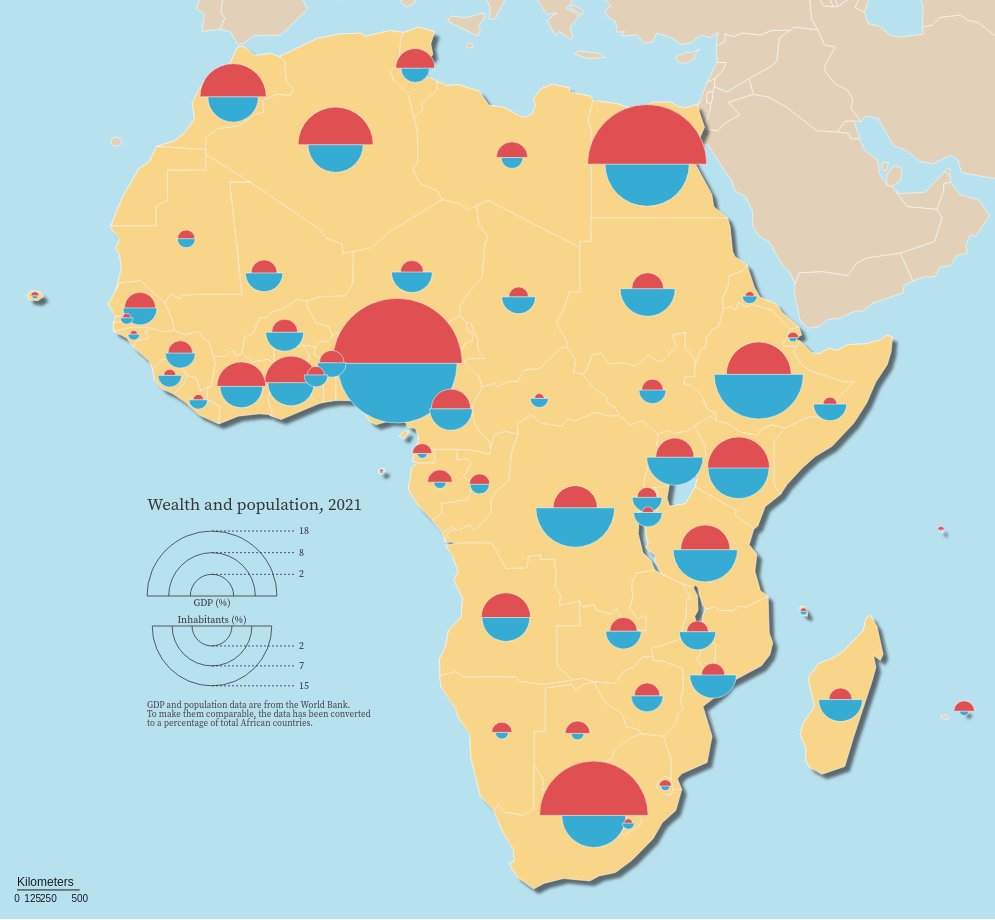 Wealth and population, 2021
18
8
2
GDP (%)
Inhabitants (%)
2
7
15
GDP and population data are from the World Bank.
To make them comparable, the data has been converted
to a percentage of total African countries.
Kilometers
0 125250 500